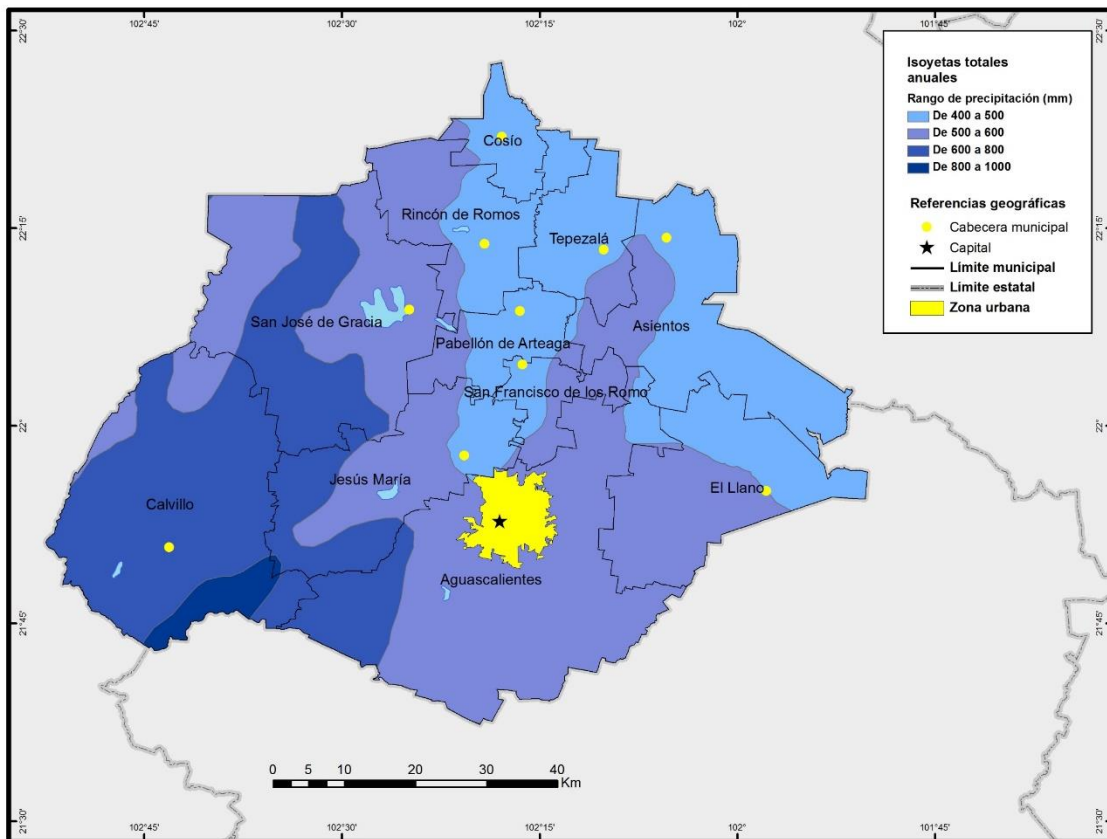 102°45'
102°30'
102°15'
102°
101°45'
22°30'
22°30'
Isoyetas totales
anuales
Rango de precipitación (mm)
De 400 a 500
De 500 a 600
De 600 a 800
De 800 a 1000
Referencias geográficas
Cabecera municipal
Capital
Límite municipal
Límite estatal
Zona urbana
Cosío
Rincón de Romos
22°15'
Tepezalá
22°15'
San José de Gracia
Asientos
Pabellón de Arteaga
San Francisco de los Romo
22°
22°
Jesús María
El Llano
Calvillo
Aguascalientes
21°45'
21°45'
0 5 10 20 30 40
Km
21°30'
21°30'
102°45'
102°30'
102°15'
102°
101°45'